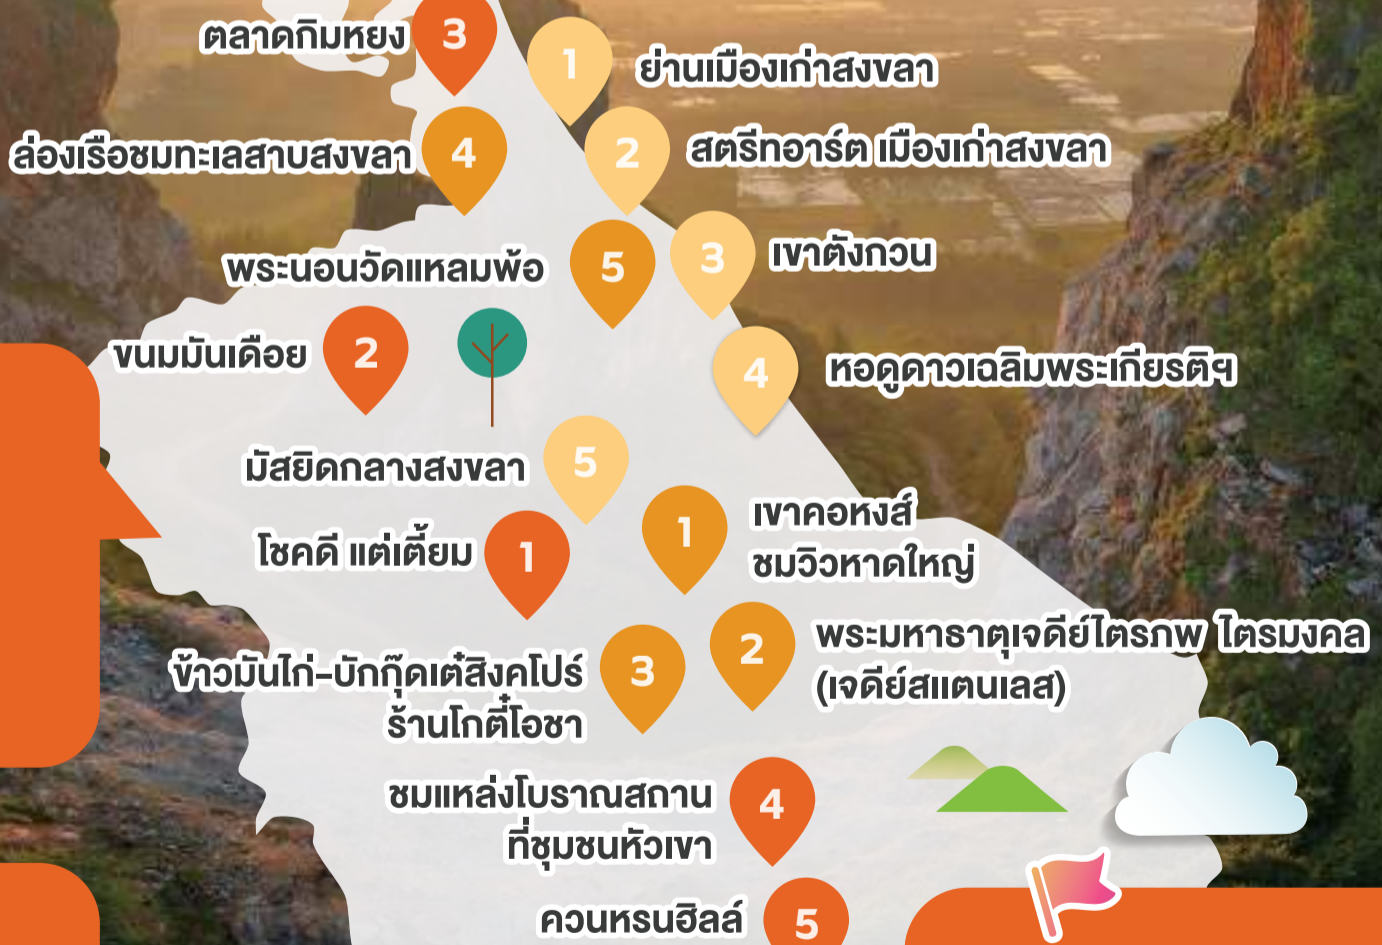 ตลาดกิมหยง 3
1 ย่านเมืองเก่าสงขลา
ล่องเรือชมทะเลสาบสงขลา 4
2 สตรีทอาร์ต เมืองเก่าสงขลา
พระนอนวัดแหลมพ้อ 5
3 เขาตังกวน
ขนมมันเดือย 2
4 หอดูดาวเฉลิมพระเกียรติฯ
มัสยิดกลางสงขลา 5
โชคดี แต่เตี้ยม 1
1 เขาคอหงส์
ชมวิวหาดใหญ่
ข้าวมันไก่-บักกุ๊ดเต๋สิงคโปร์ 3
ร้านโกตี๋โอชา
2 พระมหาธาตุเจดีย์ไตรภพ ไตรมงคล
(เจดีย์สแตนเลส)
ชมแหล่งโบราณสถาน 4
ที่ชุมชนหัวเขา
ควนหรนฮิลล์ 5